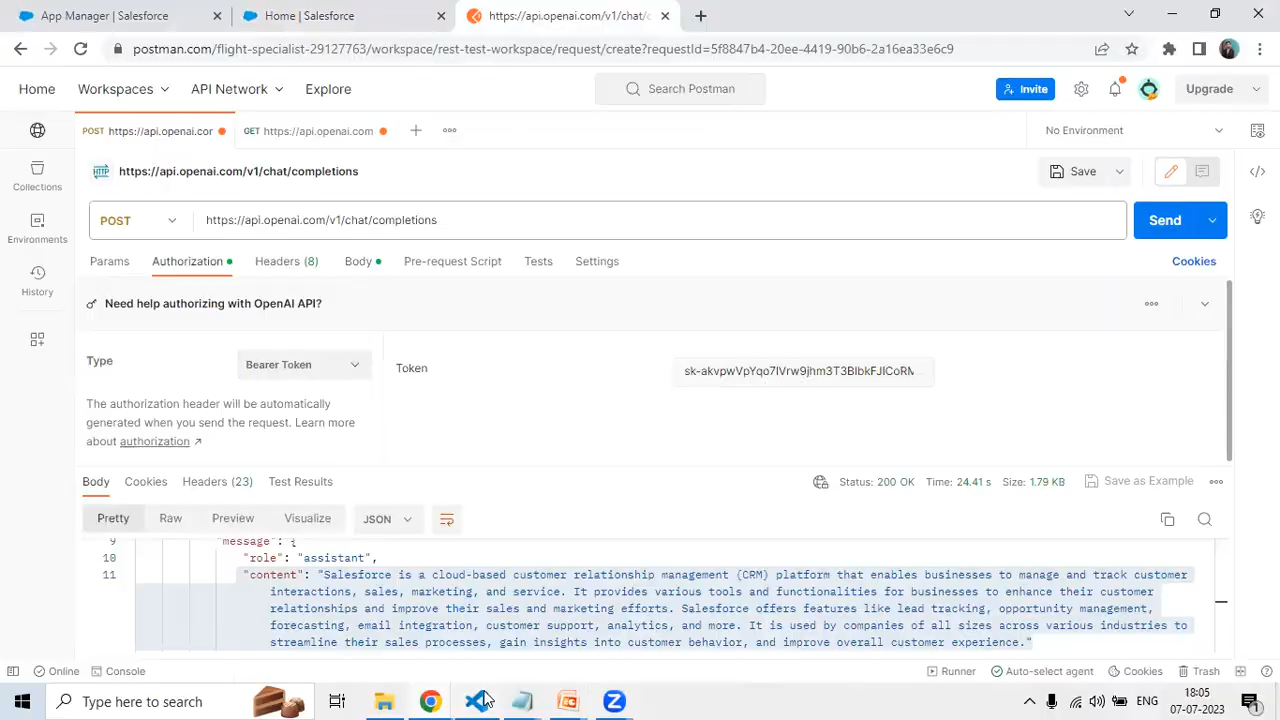 App Manager | Salesforce
Home | Salesforce
https://api.openai.com/v1/chat/c
postman.com/flight-specialist-29127763/workspace/rest-test-workspace/request/create?requestId=5f8847b4-20ee-4419-90b6-2a16ea33e6c9
Home
Workspaces
API Network
Explore
Search Postman
Invite
Upgrade
POST https://api.openai.cor
GET https://api.openai.com
No Environment
HTTP https://api.openai.com/v1/chat/completions
Save
POST
https://api.openai.com/v1/chat/completions
Send
Params
Authorization
Headers (8)
Body
Pre-request Script
Tests
Settings
Cookies
Collections
Environments
History
Need help authorizing with OpenAI API?
Type
Bearer Token
Token
The authorization header will be automatically
generated when you send the request. Learn more
about authorization ↗
Body
Cookies
Headers (23)
Test Results
Status: 200 OK
Time: 24.41 s
Size: 1.79 KB
Save as Example
Pretty
Raw
Preview
Visualize
JSON
9 "message": {
10 "role": "assistant",
11 "content": "Salesforce is a cloud-based customer relationship management (CRM) platform that enables businesses to manage and track customer
interactions, sales, marketing, and service. It provides various tools and functionalities for businesses to enhance their customer
relationships and improve their sales and marketing efforts. Salesforce offers features like lead tracking, opportunity management,
forecasting, email integration, customer support, analytics, and more. It is used by companies of all sizes across various industries to
streamline their sales processes, gain insights into customer behavior, and improve overall customer experience."
Online
Console
Runner
Auto-select agent
Cookies
Trash
Type here to search
ENG
18:05
07-07-2023
1